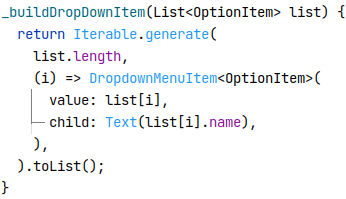 _buildDropDownItem(List<OptionItem> list) {
  return Iterable.generate(
    list.length,
    (i) => DropdownMenuItem<OptionItem>(
      value: list[i],
      child: Text(list[i].name),
    ),
  ).toList();
}